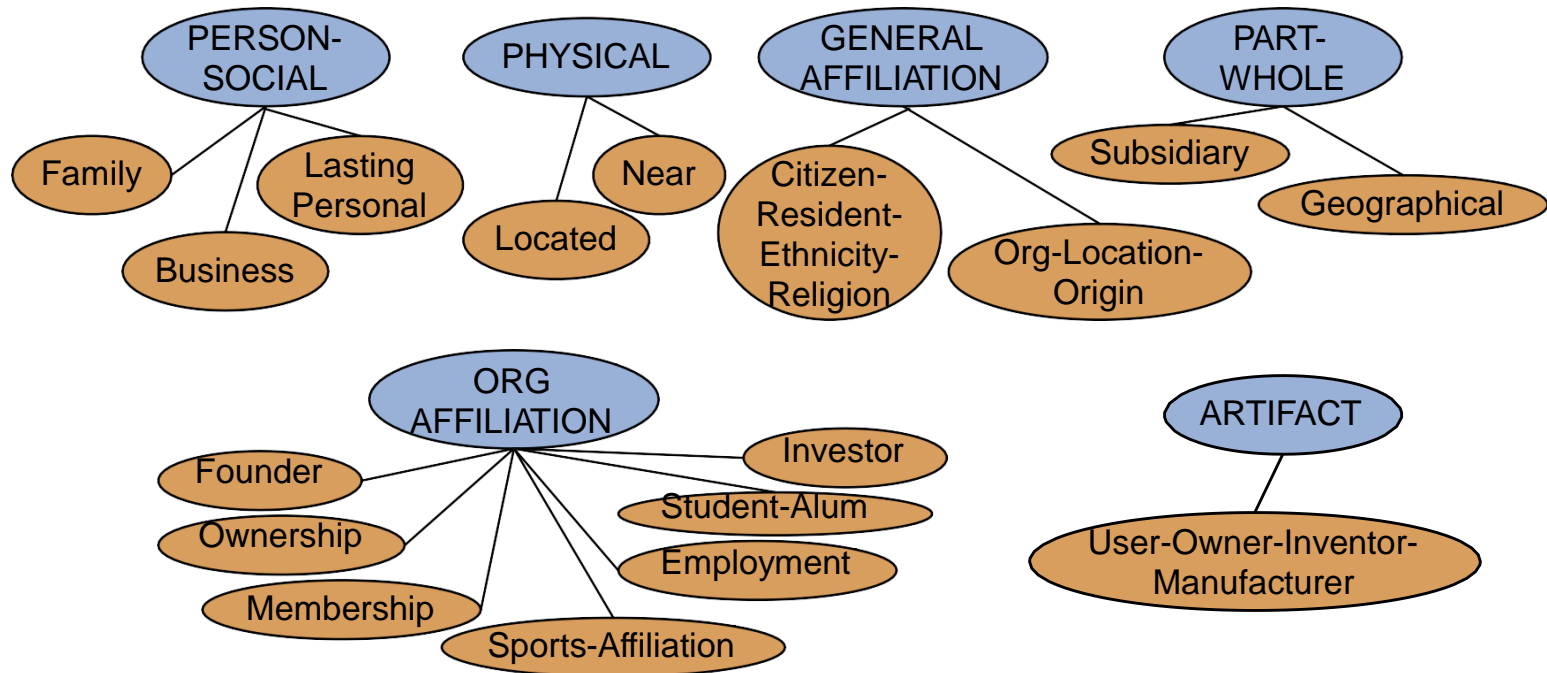 PERSON-
SOCIAL
PHYSICAL
GENERAL
AFFILIATION
PART-
WHOLE
Family
Lasting
Personal
Business
Near
Located
Citizen-
Resident-
Ethnicity-
Religion
Org-Location-
Origin
Subsidiary
Geographical
ORG
AFFILIATION
ARTIFACT
Founder
Ownership
Membership
Sports-Affiliation
Investor
Student-Alum
Employment
User-Owner-Inventor-
Manufacturer